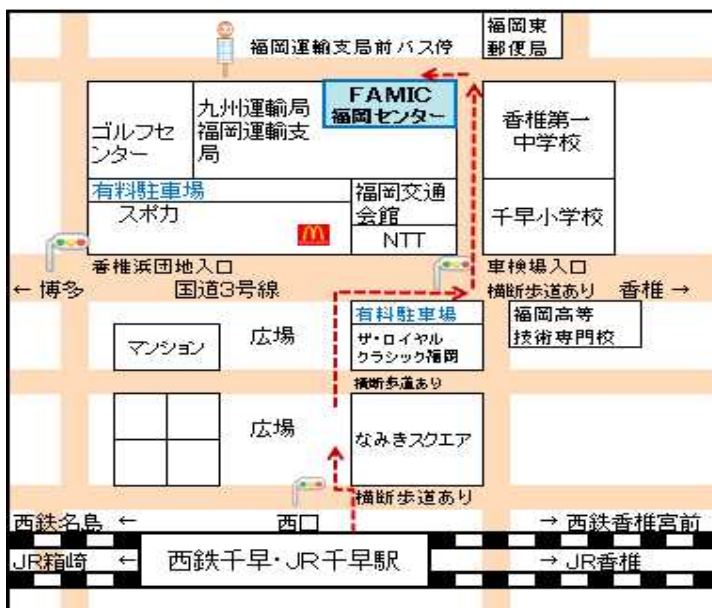 福岡東
郵便局
福岡運輸支局前バス停
FAMIC
福岡センター
九州運輸局
福岡運輸支
局
ゴルフセ
ンター
香椎第一
中学校
有料駐車場
スポカ
福岡交通
会館
NTT
千早小学校
香椎浜団地入口
車検場入口
← 博多
国道3号線
横断歩道あり
香椎 →
有料駐車場
福岡高等
技術専門校
マンション
広場
ザ・ロイヤル
クラシック福岡
横断歩道あり
広場
なみきスクエア
横断歩道あり
西鉄名島 ←
西口
→ 西鉄香椎宮前
JR箱崎 ←
西鉄千早・JR千早駅
→ JR香椎